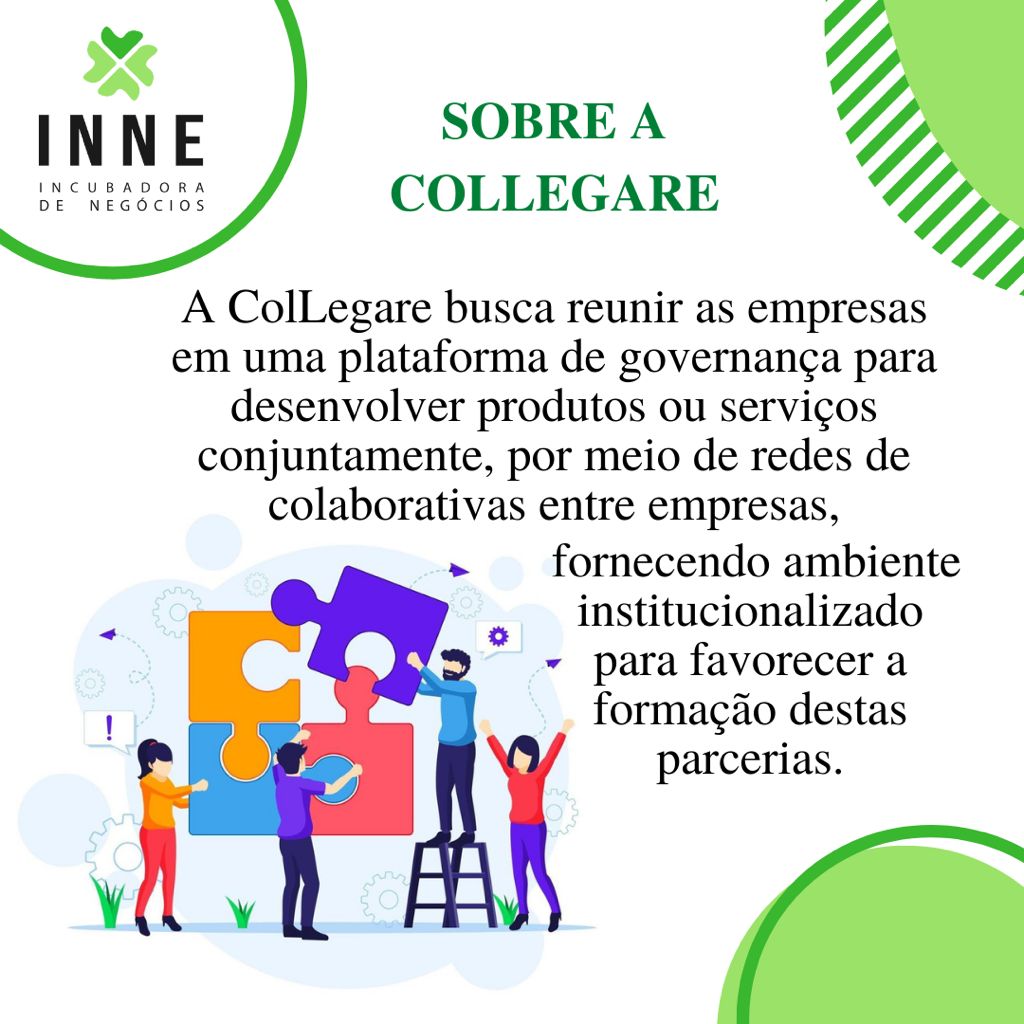 INNE
INCUBADORA
DE NEGÓCIOS
SOBRE A
COLLEGARE
A ColLegare busca reunir as empresas
em uma plataforma de governança para
desenvolver produtos ou serviços
conjuntamente, por meio de redes de
colaborativas entre empresas,
fornecendo ambiente
institucionalizado
para favorecer a
formação destas
parcerias.
!